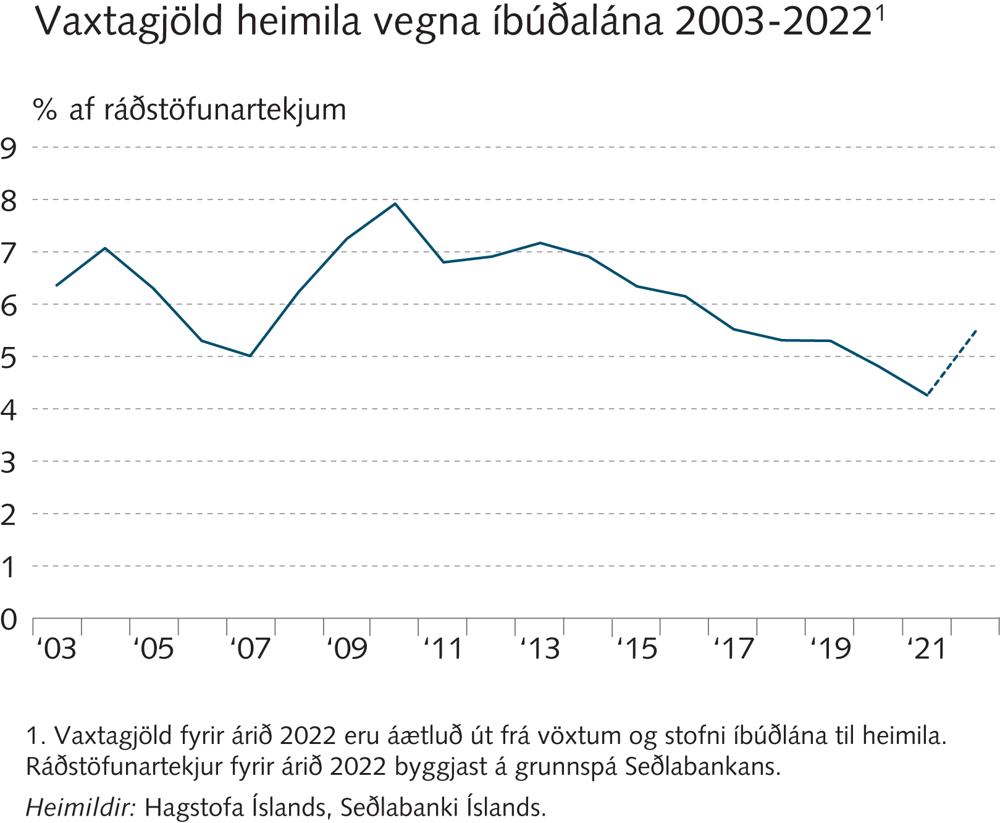 Vaxtagjöld heimila vegna íbúðalána 2003-2022¹
% af ráðstöfunartekjum
9
8
7
6
5
4
3
2
1
0
‘03 ‘05 ‘07 ‘09 ‘11 ‘13 ‘15 ‘17 ‘19 ‘21
1. Vaxtagjöld fyrir árið 2022 eru áætluð út frá vöxtum og stofni íbúðlána til heimila.
Ráðstöfunartekjur fyrir árið 2022 byggjast á grunnspá Seðlabankans.
Heimildir: Hagstofa Íslands, Seðlabanki Íslands.